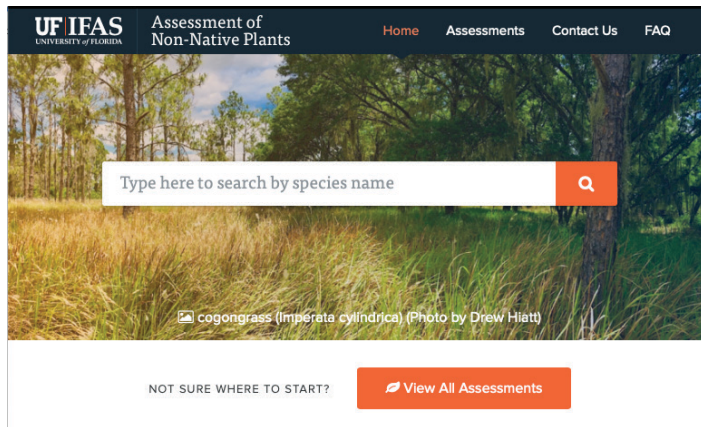 UF IFAS
UNIVERSITY of FLORIDA
Assessment of
Non-Native Plants
Home
Assessments
Contact Us
FAQ
Type here to search by species name
cogongrass (Imperata cylindrica) (Photo by Drew Hiatt)
NOT SURE WHERE TO START?
View All Assessments